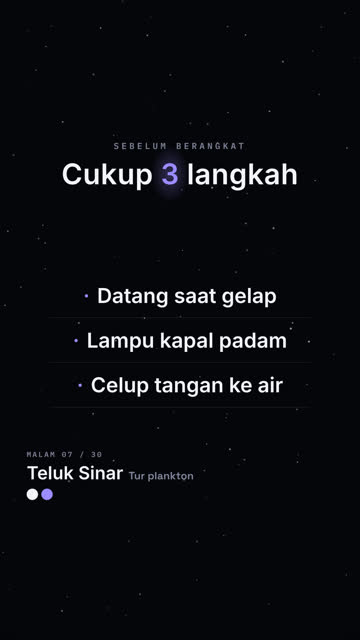 SEBELUM BERANGKAT
Cukup 3 langkah
· Datang saat gelap
· Lampu kapal padam
· Celup tangan ke air
MALAM 07 / 30
Teluk Sinar Tur plankton